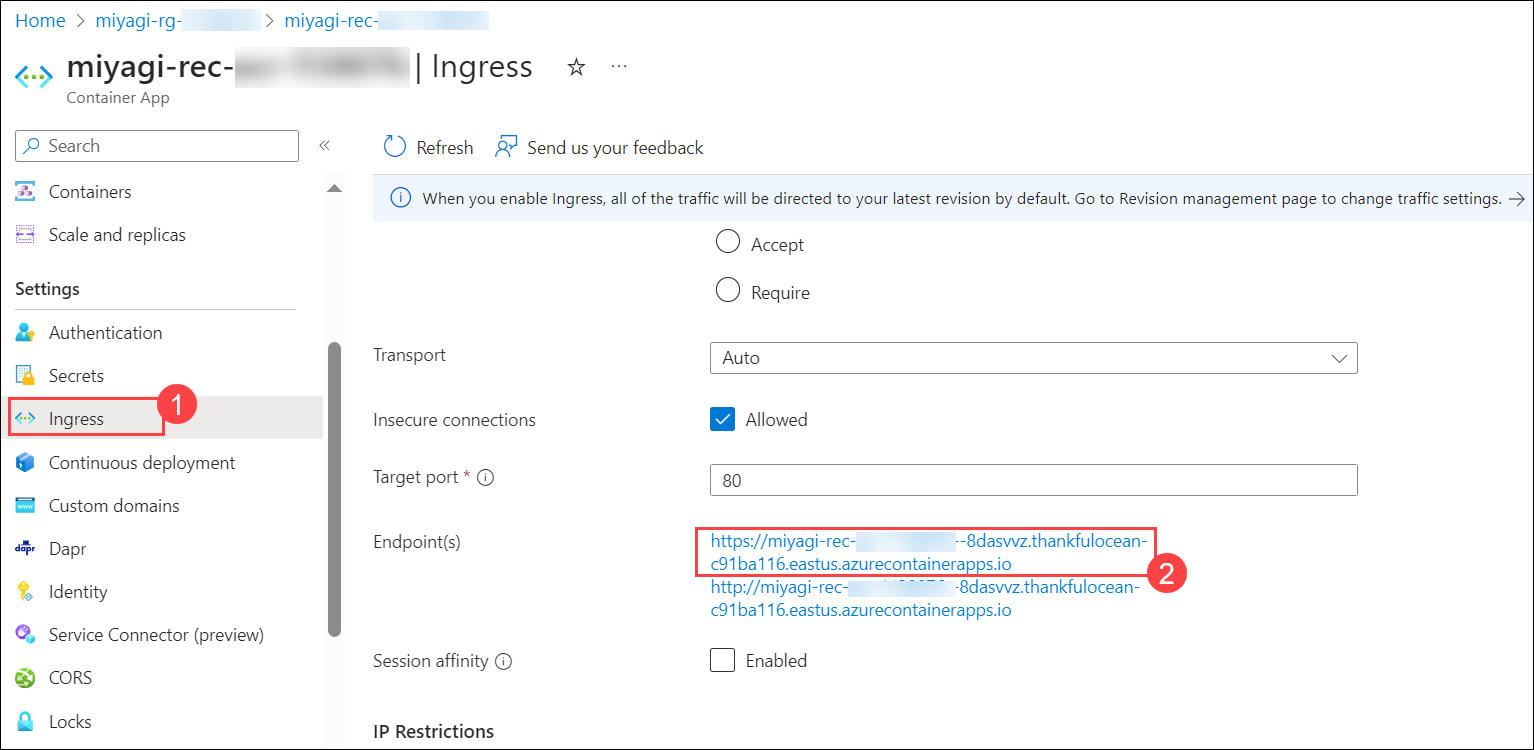 Home > miyagi-rg- > miyagi-rec-
miyagi-rec- | Ingress
Container App
Search
«
Containers
Scale and replicas
Settings
Authentication
Secrets
Ingress
1
Continuous deployment
Custom domains
Dapr
Identity
Service Connector (preview)
CORS
Locks
Refresh
Send us your feedback
When you enable Ingress, all of the traffic will be directed to your latest revision by default. Go to Revision management page to change traffic settings. →
Accept
Require
Transport
Auto
Insecure connections
Allowed
Target port *
80
Endpoint(s)
https://miyagi-rec- --8dasvvz.thankfulocean-
c91ba116.eastus.azurecontainerapps.io
2
http://miyagi-rec- -8dasvvz.thankfulocean-
c91ba116.eastus.azurecontainerapps.io
Session affinity
Enabled
IP Restrictions